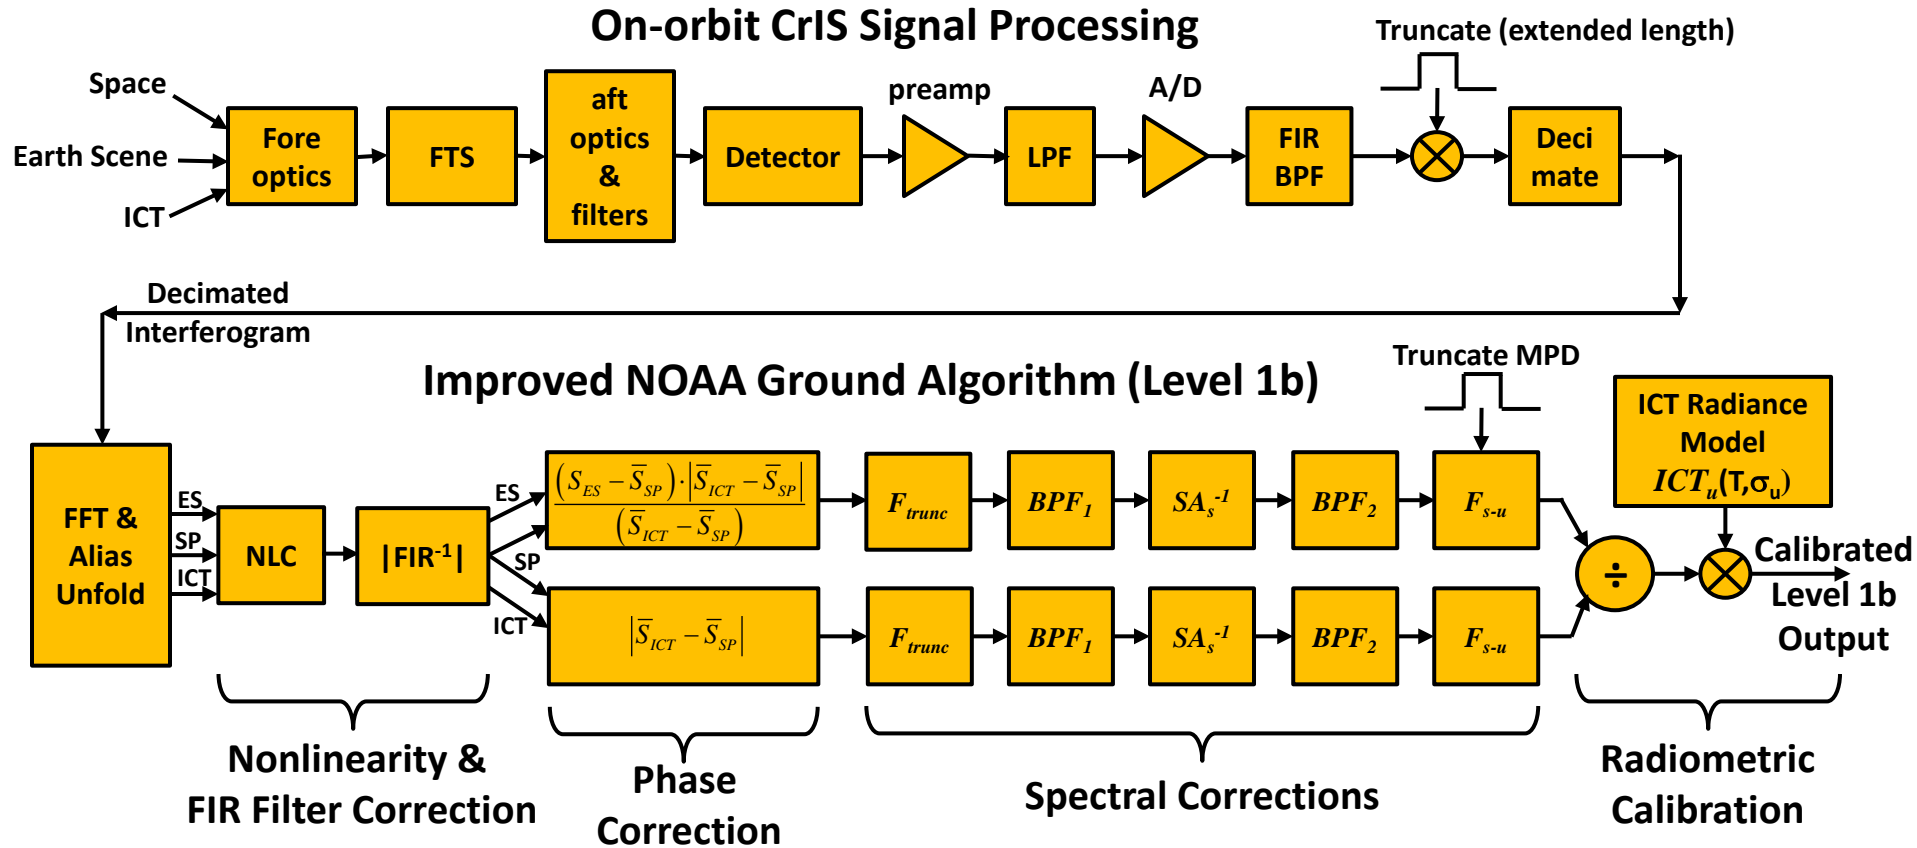 On-orbit CrIS Signal Processing
Truncate (extended length)
Space
Earth Scene
ICT
Fore
optics
FTS
aft
optics
&
filters
Detector
preamp
LPF
A/D
FIR
BPF
Deci
mate
Decimated
Interferogram
Improved NOAA Ground Algorithm (Level 1b)
Truncate MPD
FFT &
Alias
Unfold
ES
SP
ICT
NLC
|FIR⁻¹|
ES
SP
ICT
(S_ES − S̅_SP)·|S̅_ICT − S̅_SP|
(S̅_ICT − S̅_SP)
F_trunc
BPF₁
SA_s⁻¹
BPF₂
F_s-u
|S̅_ICT − S̅_SP|
F_trunc
BPF₁
SA_s⁻¹
BPF₂
F_s-u
÷
ICT Radiance
Model
ICT_u(T,σ_u)
Calibrated
Level 1b
Output
Nonlinearity &
FIR Filter Correction
Phase
Correction
Spectral Corrections
Radiometric
Calibration